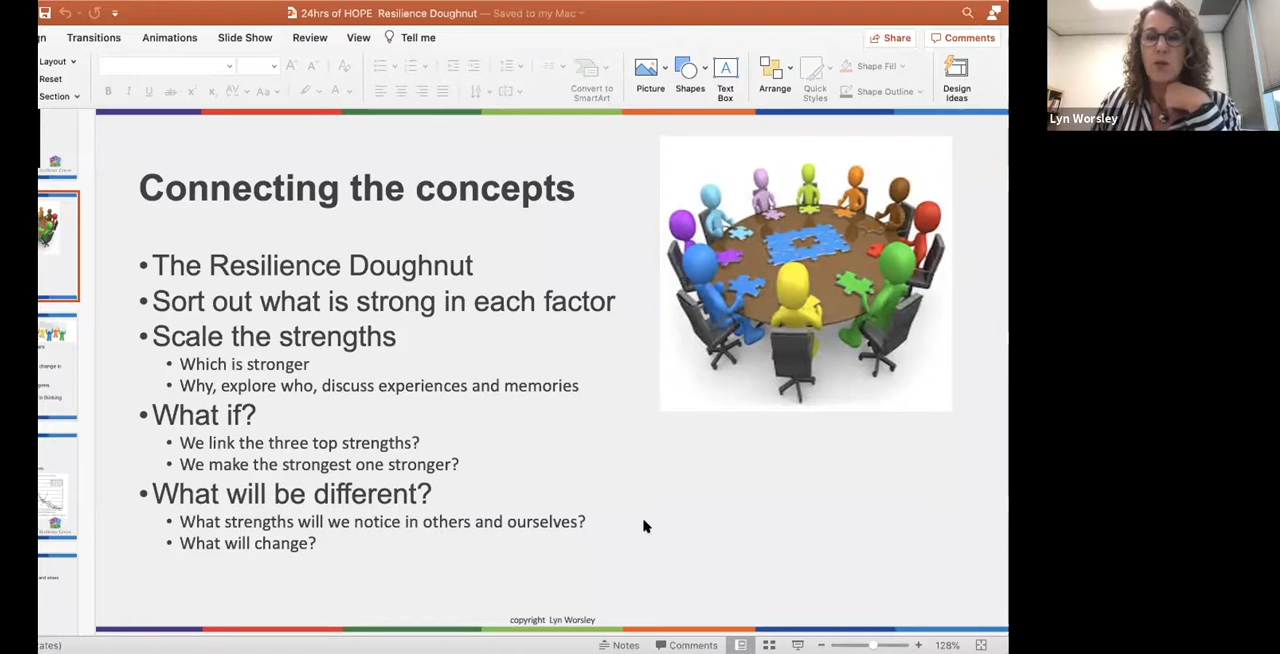 24hrs of HOPE Resilience Doughnut — Saved to my Mac
Transitions Animations Slide Show Review View Tell me Share Comments
Layout
Reset
Section
Convert to
SmartArt
Picture
Shapes
Text
Box
Arrange
Quick
Styles
Shape Fill
Shape Outline
Design
Ideas
Lyn Worsley
Connecting the concepts
•The Resilience Doughnut
•Sort out what is strong in each factor
•Scale the strengths
• Which is stronger
• Why, explore who, discuss experiences and memories
•What if?
• We link the three top strengths?
• We make the strongest one stronger?
•What will be different?
• What strengths will we notice in others and ourselves?
• What will change?
copyright Lyn Worsley
Notes Comments 128%